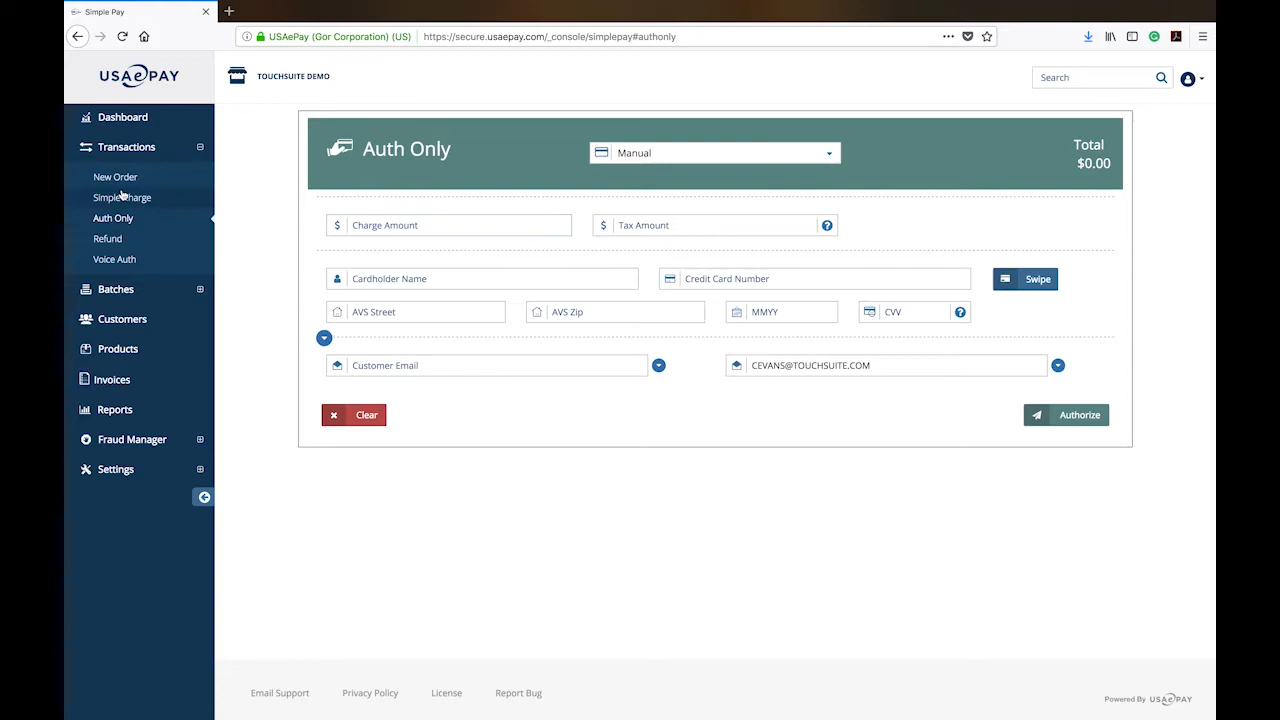 Simple Pay
USAePay (Gor Corporation) (US)
https://secure.usaepay.com/_console/simplepay#authonly
USAePAY
TOUCHSUITE DEMO
Search
Dashboard
Transactions
New Order
Simple Charge
Auth Only
Refund
Voice Auth
Batches
Customers
Products
Invoices
Reports
Fraud Manager
Settings
Auth Only
Manual
Total
$0.00
$ Charge Amount
$ Tax Amount
Cardholder Name
Credit Card Number
Swipe
AVS Street
AVS Zip
MMYY
CVV
Customer Email
CEVANS@TOUCHSUITE.COM
Clear
Authorize
Email Support
Privacy Policy
License
Report Bug
Powered By USAePAY